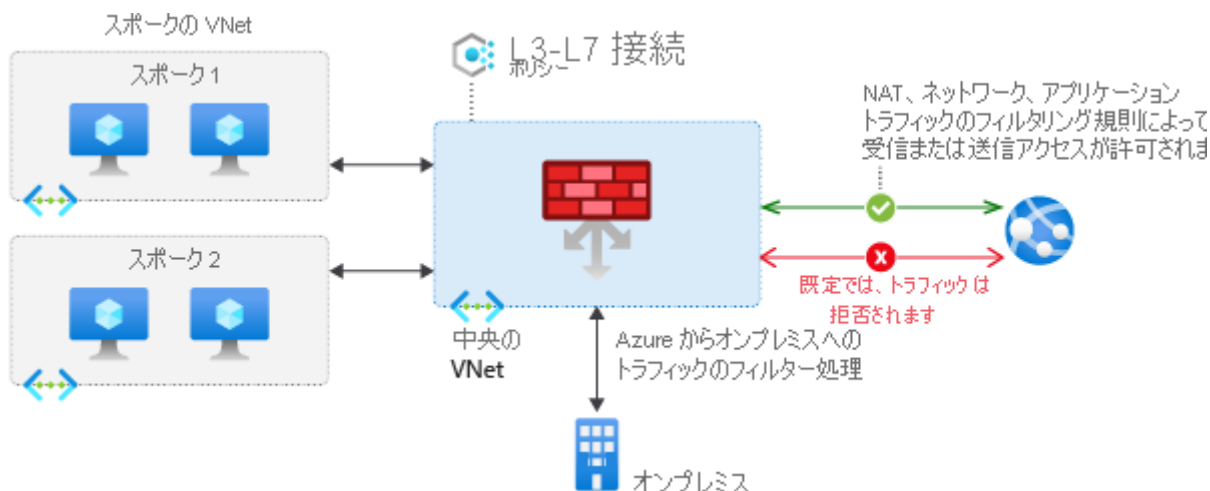 スポークの VNet
スポーク 1
スポーク 2
L3-L7 接続
ポリシー
中央の
VNet
Azure からオンプレミスへの
トラフィックのフィルター処理
オンプレミス
NAT、ネットワーク、アプリケーション
トラフィックのフィルタリング規則によって
受信または送信アクセスが許可されま
既定では、トラフィックは
拒否されます